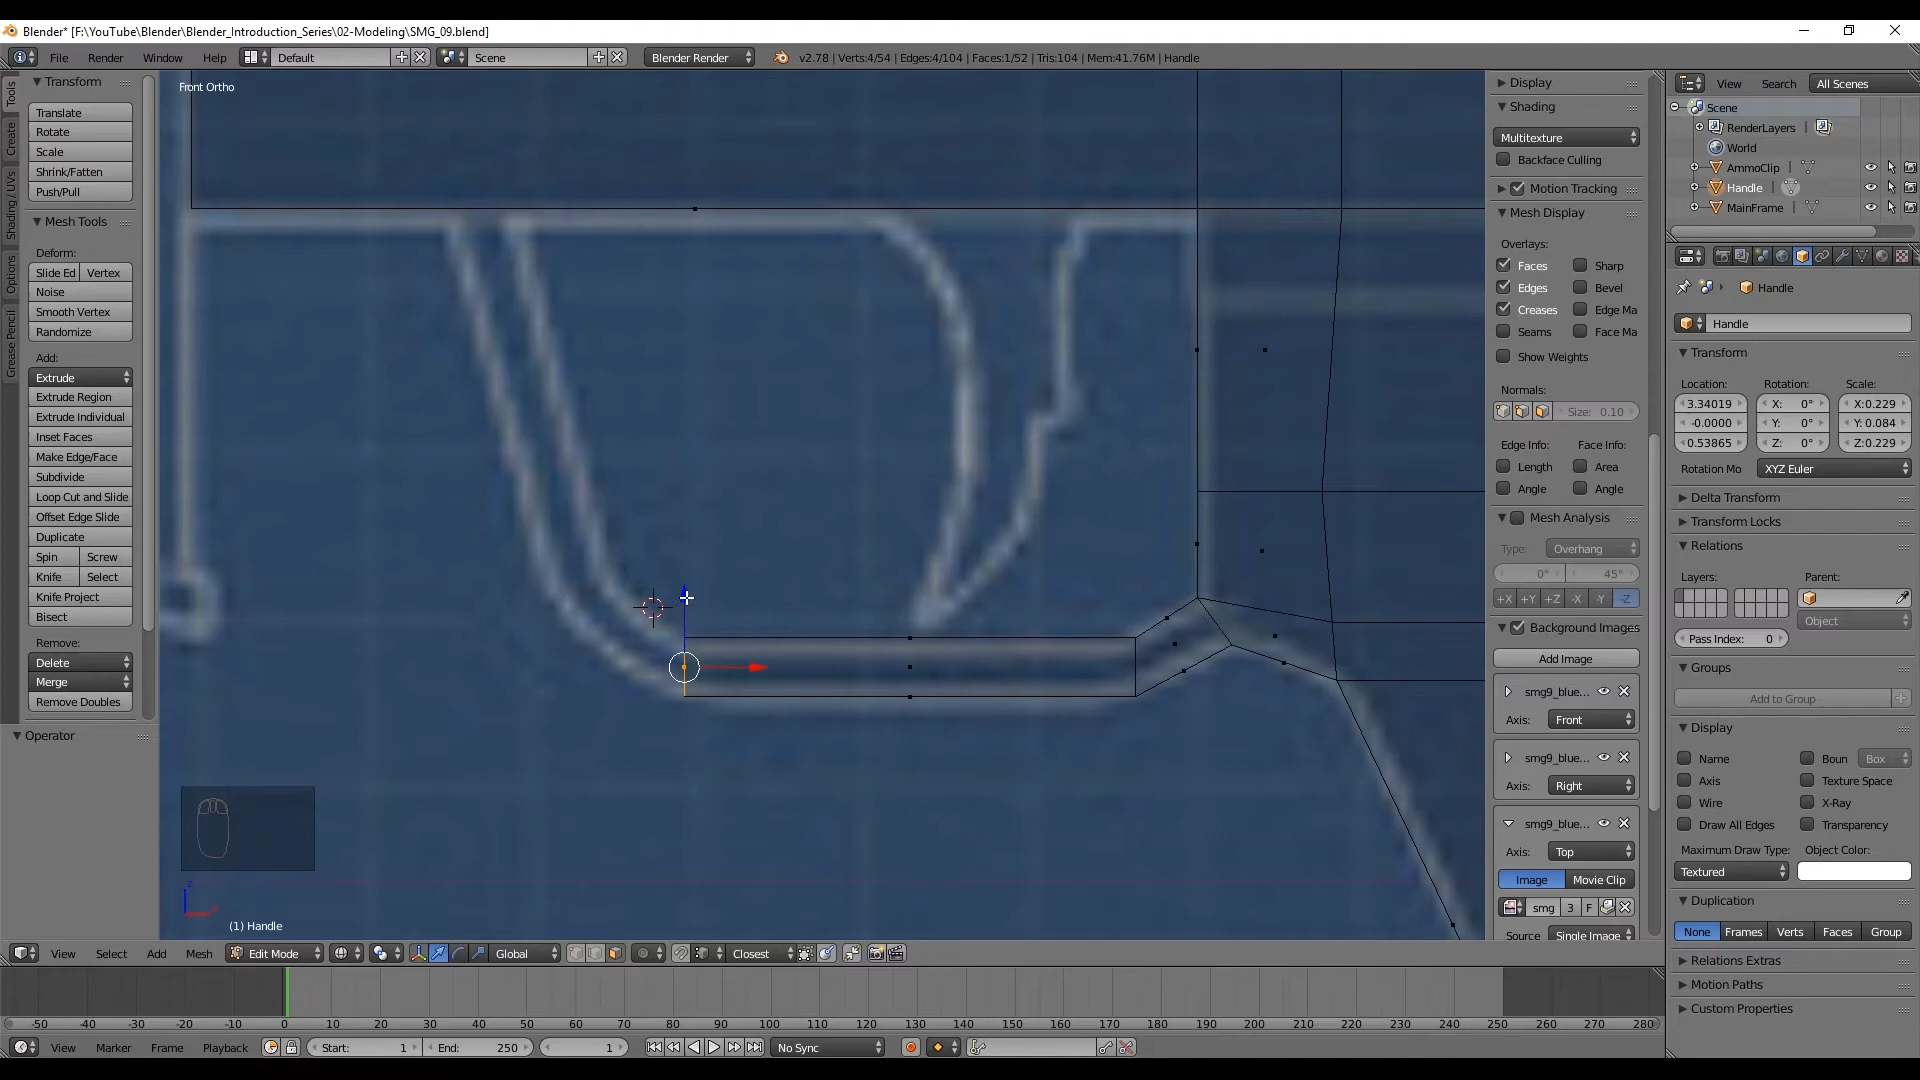 Blender* [F:\YouTube\Blender\Blender_Introduction_Series\02-Modeling\SMG_09.blend]
File Render Window Help Default Scene Blender Render v2.78 | Verts:4/54 | Edges:4/104 | Faces:1/52 | Tris:104 | Mem:41.76M | Handle
Tools
Create
Shading / UVs
Options
Grease Pencil
Transform
Translate
Rotate
Scale
Shrink/Fatten
Push/Pull
Mesh Tools
Deform:
Slide Ed Vertex
Noise
Smooth Vertex
Randomize
Add:
Extrude
Extrude Region
Extrude Individual
Inset Faces
Make Edge/Face
Subdivide
Loop Cut and Slide
Offset Edge Slide
Duplicate
Spin Screw
Knife Select
Knife Project
Bisect
Remove:
Delete
Merge
Remove Doubles
Operator
Front Ortho
z
(1) Handle
Display
Shading
Multitexture
Backface Culling
Motion Tracking
Mesh Display
Overlays:
Faces Sharp
Edges Bevel
Creases Edge Ma
Seams Face Ma
Show Weights
Normals:
Size: 0.10
Edge Info: Face Info:
Length Area
Angle Angle
Mesh Analysis
Type: Overhang
0° 45°
+X +Y +Z -X -Y -Z
Background Images
Add Image
smg9_blue...
Axis: Front
smg9_blue...
Axis: Right
smg9_blue...
Axis: Top
Image Movie Clip
smg 3 F
Source Single Image
View Search All Scenes
Scene
RenderLayers
World
AmmoClip
Handle
MainFrame
Handle
Handle
Transform
Location: Rotation: Scale:
3.34019 X: 0° X:0.229
-0.0000 Y: 0° Y: 0.084
0.53865 Z: 0° Z:0.229
Rotation Mo XYZ Euler
Delta Transform
Transform Locks
Relations
Layers: Parent:
Object
Pass Index: 0
Groups
Add to Group
Display
Name Boun Box
Axis Texture Space
Wire X-Ray
Draw All Edges Transparency
Maximum Draw Type: Object Color:
Textured
Duplication
None Frames Verts Faces Group
Relations Extras
Motion Paths
Custom Properties
View Select Add Mesh Edit Mode Global Closest
-50 -40 -30 -20 -10 0 10 20 30 40 50 60 70 80 90 100 110 120 130 140 150 160 170 180 190 200 210 220 230 240 250 260 270 280
View Marker Frame Playback Start: 1 End: 250 1 No Sync